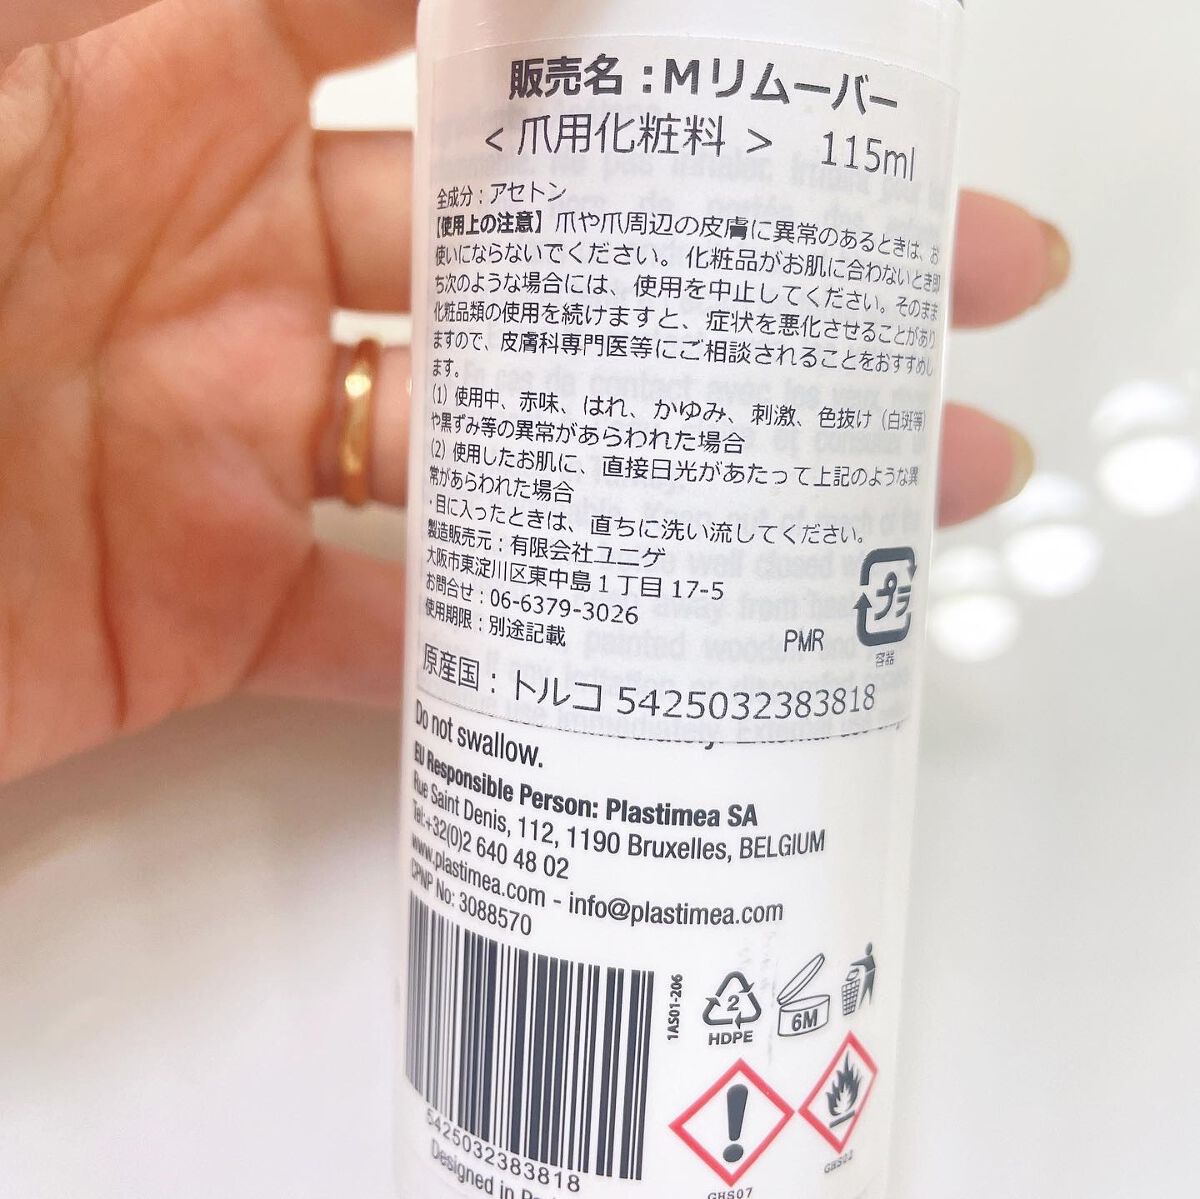 販売名：Mリムーバー
＜爪用化粧料＞　115ml
全成分：アセトン
【使用上の注意】爪や爪周辺の皮膚に異常のあるときは、お
使いにならないでください。化粧品がお肌に合わないとき即
ち次のような場合には、使用を中止してください。そのまま
化粧品類の使用を続けますと、症状を悪化させることがあり
ますので、皮膚科専門医等にご相談されることをおすすめし
ます。
(1) 使用中、赤味、はれ、かゆみ、刺激、色抜け（白斑等）
や黒ずみ等の異常があらわれた場合
(2) 使用したお肌に、直接日光があたって上記のような異
常があらわれた場合
・目に入ったときは、直ちに洗い流してください。
製造販売元：有限会社ユニゲ
大阪市東淀川区東中島１丁目 17-5
お問合せ：06-6379-3026
使用期限：別途記載
PMR
プラ
容器
原産国：トルコ 5425032383818
Do not swallow.
EU Responsible Person: Plastimea SA
Rue Saint Denis, 112, 1190 Bruxelles, BELGIUM
Tel:+32(0)2 640 48 02
www.plastimea.com - info@plastimea.com
CPNP No: 3088570
1AS01-206
2
HDPE
6M
5425032383818
Designed in
GHS07
GHS02